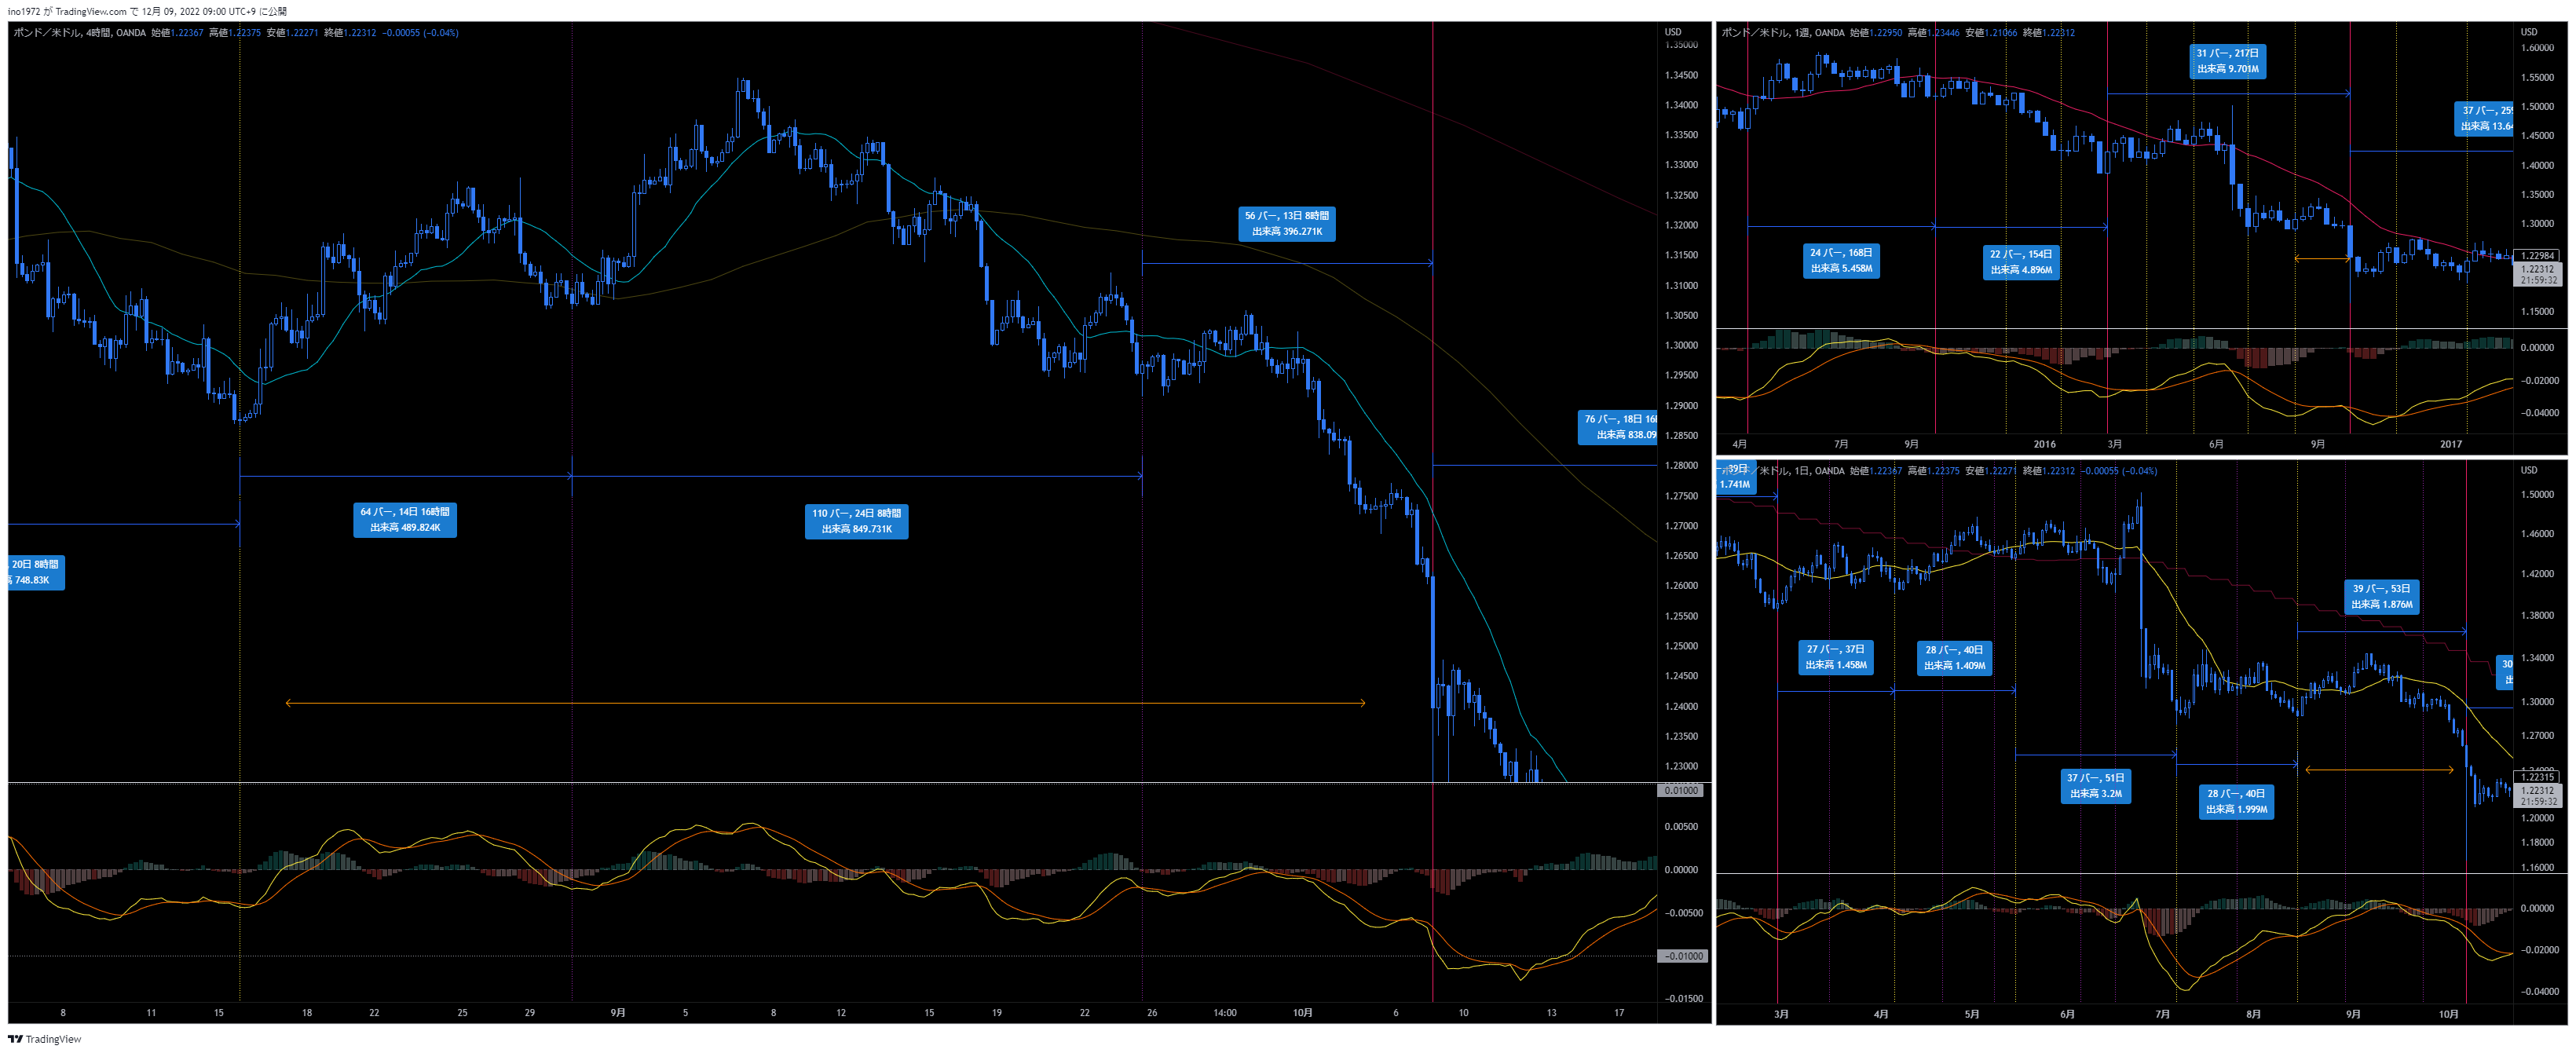 ino1972 が TradingView.com で 12月 09, 2022 09:00 UTC+9 に公開
ポンド／米ドル, 4時間, OANDA 始値1.22367 高値1.22375 安値1.22271 終値1.22312 −0.00055 (−0.04%)
USD
1.35000
1.34500
1.34000
1.33500
1.33000
1.32500
1.32000
1.31500
1.31000
1.30500
1.30000
1.29500
1.29000
1.28500
1.28000
1.27500
1.27000
1.26500
1.26000
1.25500
1.25000
1.24500
1.24000
1.23500
1.23000
56 バー, 13日 8時間
出来高 396.271K
76 バー, 18日 16
出来高 838.09
64 バー, 14日 16時間
出来高 489.824K
110 バー, 24日 8時間
出来高 849.731K
, 20日 8時間
高 748.83K
0.01000
0.00500
0.00000
−0.00500
−0.01000
−0.01500
8
11
15
18
22
25
29
9月
5
8
12
15
19
22
26
14:00
10月
6
10
13
17
ポンド／米ドル, 1週, OANDA 始値1.22950 高値1.23446 安値1.21066 終値1.22312
USD
1.60000
1.55000
1.50000
1.45000
1.40000
1.35000
1.30000
1.22984
1.22312
21:59:32
1.15000
31 バー, 217日
出来高 9.701M
37 バー, 259
出来高 13.64
24 バー, 168日
出来高 5.458M
22 バー, 154日
出来高 4.896M
0.00000
−0.02000
−0.04000
4月
7月
9月
2016
3月
6月
9月
2017
ポンド／米ドル, 1日, OANDA 始値1.22367 高値1.22375 安値1.22271 終値1.22312 −0.00055 (−0.04%)
39日
1.741M
USD
1.50000
1.46000
1.42000
1.38000
1.34000
1.30000
1.27000
1.24000
1.22315
1.22312
21:59:32
1.20000
1.18000
1.16000
39 バー, 53日
出来高 1.876M
27 バー, 37日
出来高 1.458M
28 バー, 40日
出来高 1.409M
30
出
37 バー, 51日
出来高 3.2M
28 バー, 40日
出来高 1.999M
0.00000
−0.02000
−0.04000
3月
4月
5月
6月
7月
8月
9月
10月
TradingView